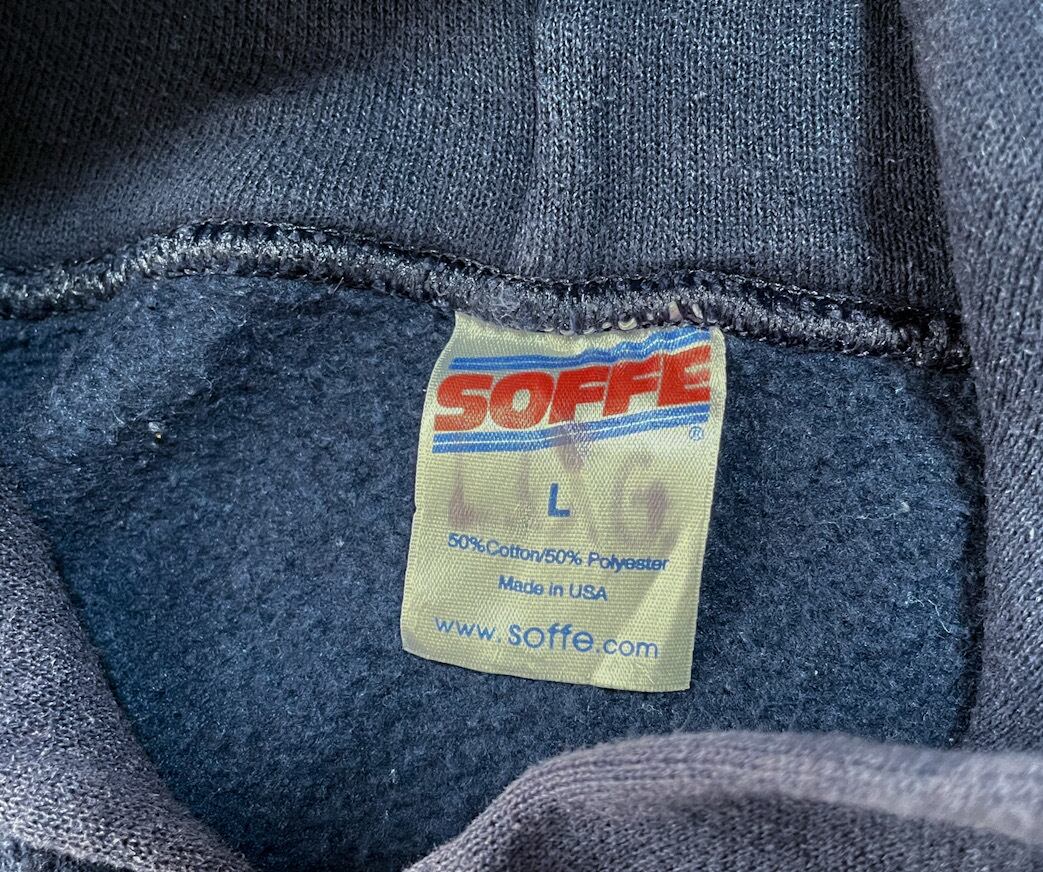 SOFFE
®
L
50%Cotton/50% Polyester
Made in USA
www.soffe.com